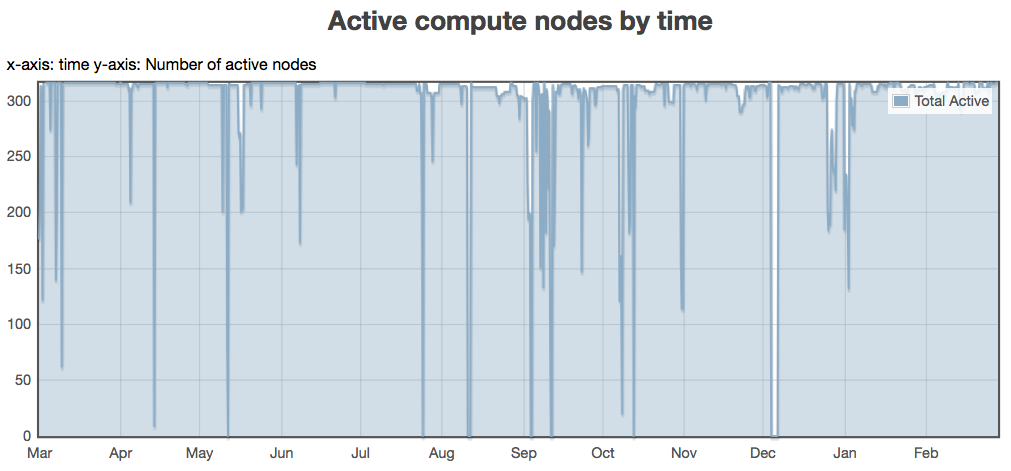 Active compute nodes by time
x-axis: time y-axis: Number of active nodes
300
Total Active
250
200
150
100
50
0
Mar Apr May Jun Jul Aug Sep Oct Nov Dec Jan Feb